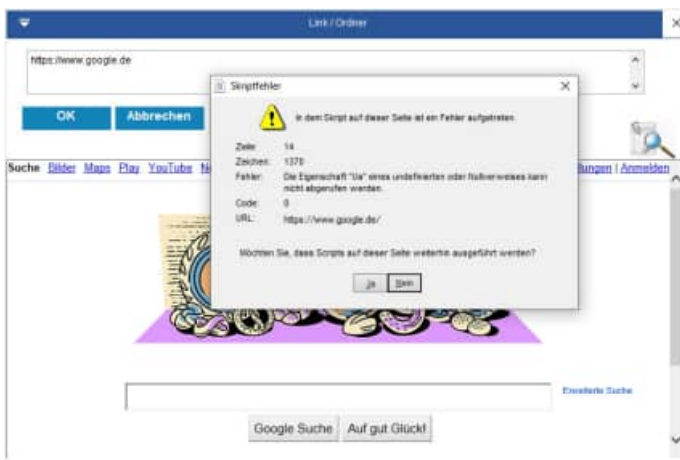 Link / Ordner
https://www.google.de
OK Abbrechen
Skriptfehler
In dem Skript auf dieser Seite ist ein Fehler aufgetreten.
Zeile: 14
Zeichen: 1370
Fehler: Die Eigenschaft "Ua" eines undefinierten oder Nullverweises kann
nicht abgerufen werden.
Code: 0
URL: https://www.google.de/
Möchten Sie, dass Scripts auf dieser Seite weiterhin ausgeführt werden?
Ja Nein
Suche Bilder Maps Play YouTube
| Anmelden
Erweiterte Suche
Google Suche Auf gut Glück!